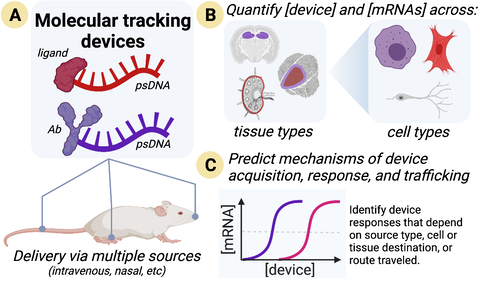 A
Molecular tracking
devices
ligand
psDNA
Ab
psDNA
Delivery via multiple sources
(intravenous, nasal, etc)
B
Quantify [device] and [mRNAs] across:
tissue types
cell types
C
Predict mechanisms of device
acquisition, response, and trafficking
[mRNA]
[device]
Identify device
responses that depend
on source type, cell or
tissue destination, or
route traveled.